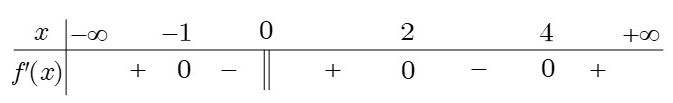 x −∞ −1 0 2 4 +∞
f′(x) + 0 − || + 0 − 0 +